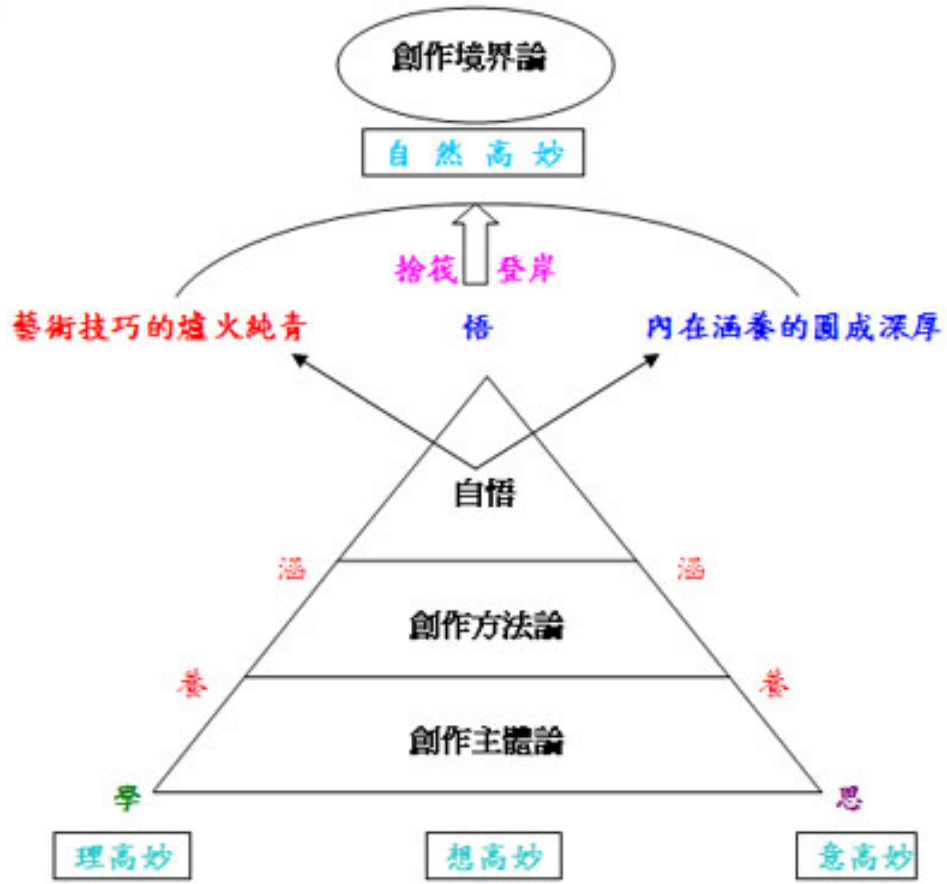 創作境界論
自然高妙
捨筏 登岸
藝術技巧的爐火純青 悟 內在涵養的圓成深厚
自悟
涵 涵
創作方法論
養 養
創作主體論
學 思
理高妙 想高妙 意高妙